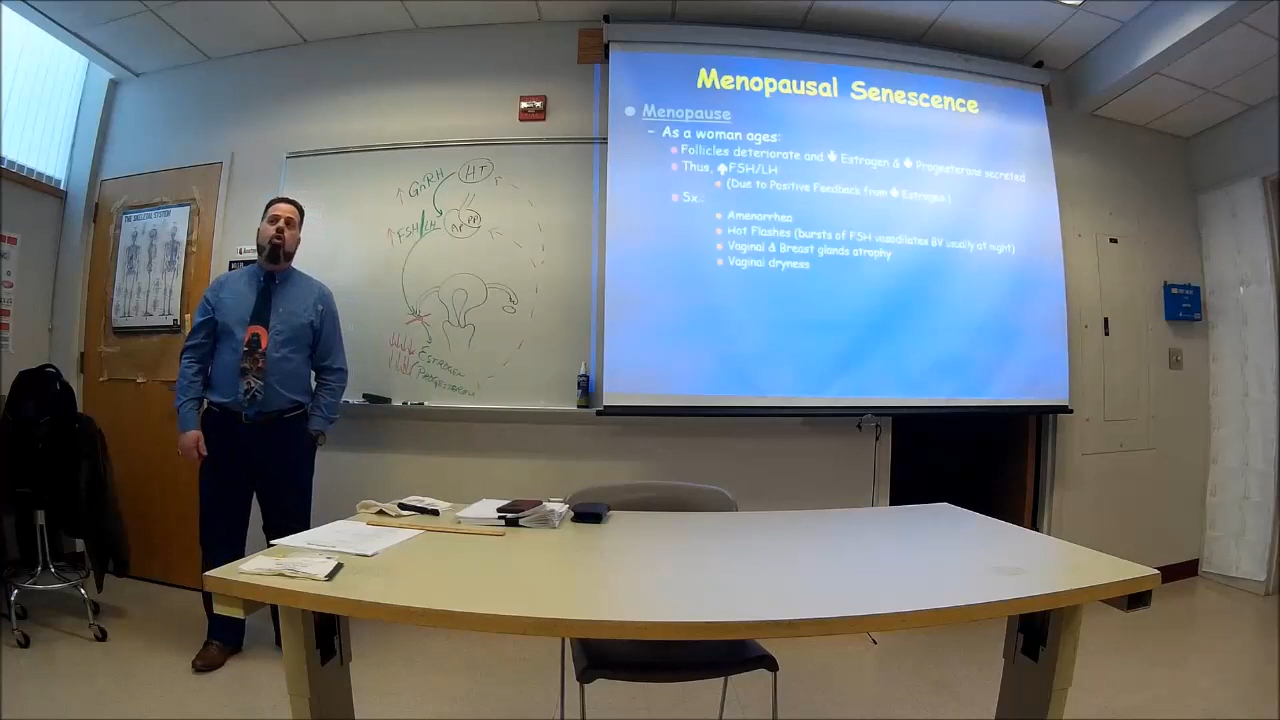 Menopausal Senescence
Menopause
– As a woman ages:
Follicles deteriorate and ↓ Estrogen & ↓ Progesterone secreted
Thus, ↑FSH/LH
(Due to Positive Feedback from ↓ Estrogen)
Sx.:
Amenorrhea
Hot Flashes (bursts of FSH vasodilates BV usually at night)
Vaginal & Breast glands atrophy
Vaginal dryness
↑ GnRH
HT
↑ FSH/LH
AP
PP
ESTROGEN
PROGESTERONE
THE SKELETAL SYSTEM